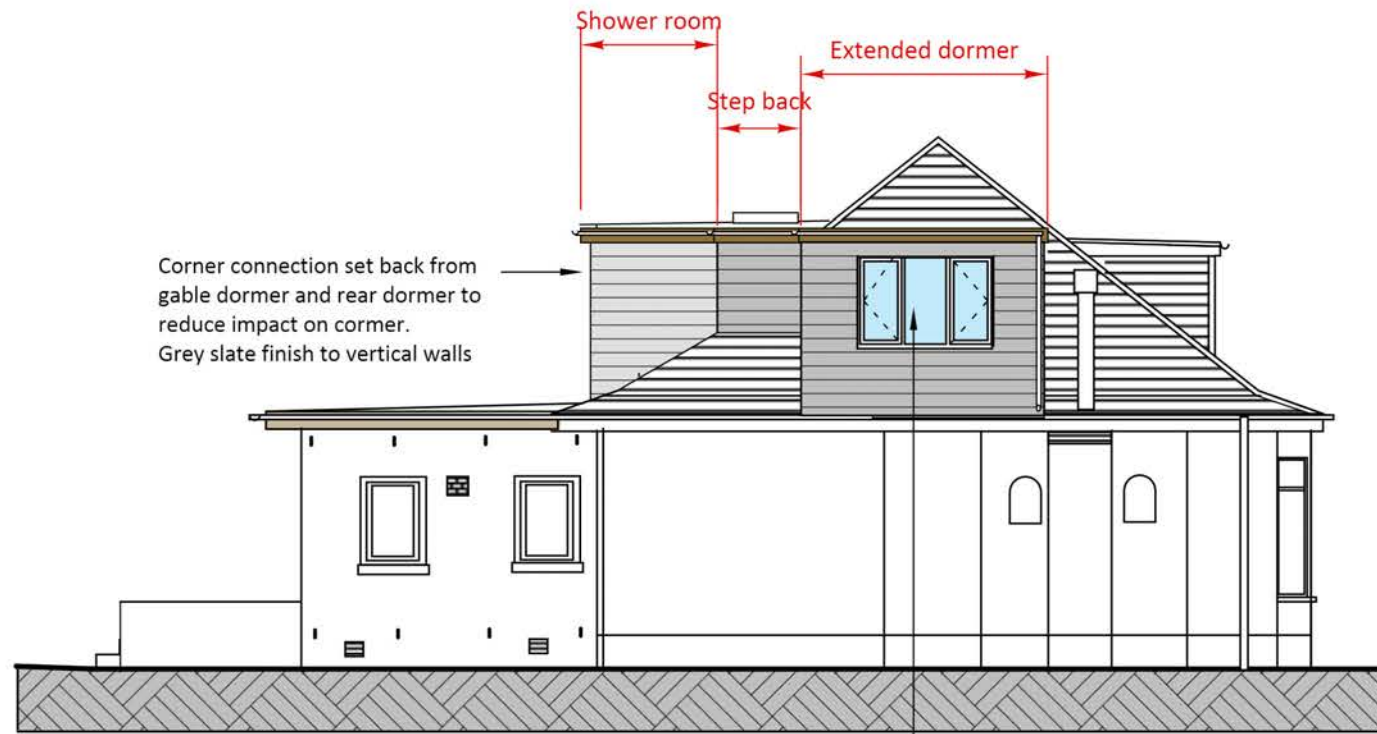 Shower room
Extended dormer
Step back
Corner connection set back from
gable dormer and rear dormer to
reduce impact on cormer.
Grey slate finish to vertical walls